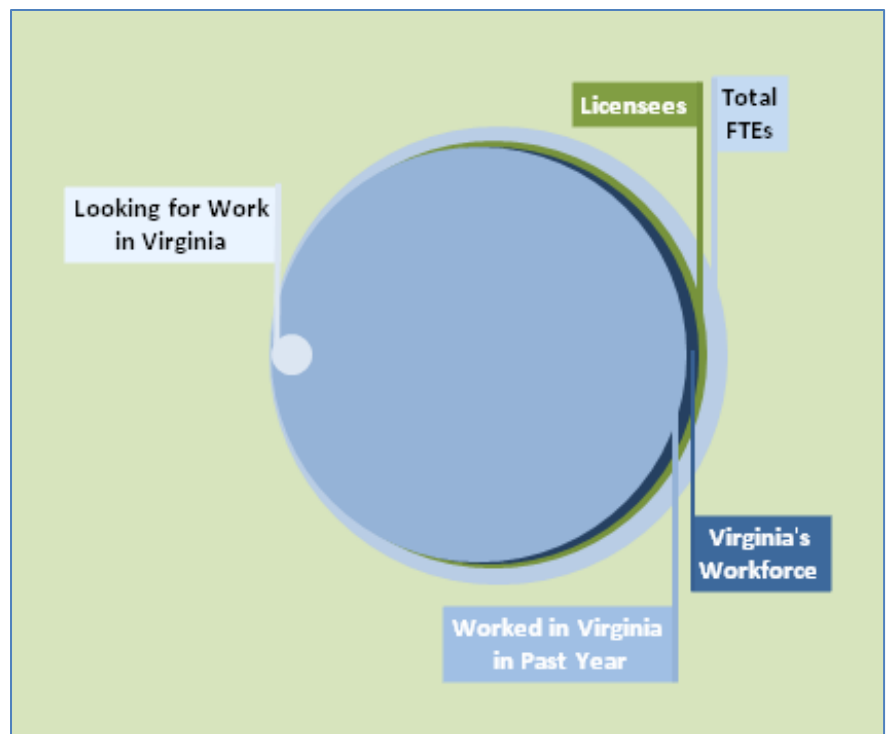 Licensees
Total
FTEs
Looking for Work
in Virginia
Virginia's
Workforce
Worked in Virginia
in Past Year